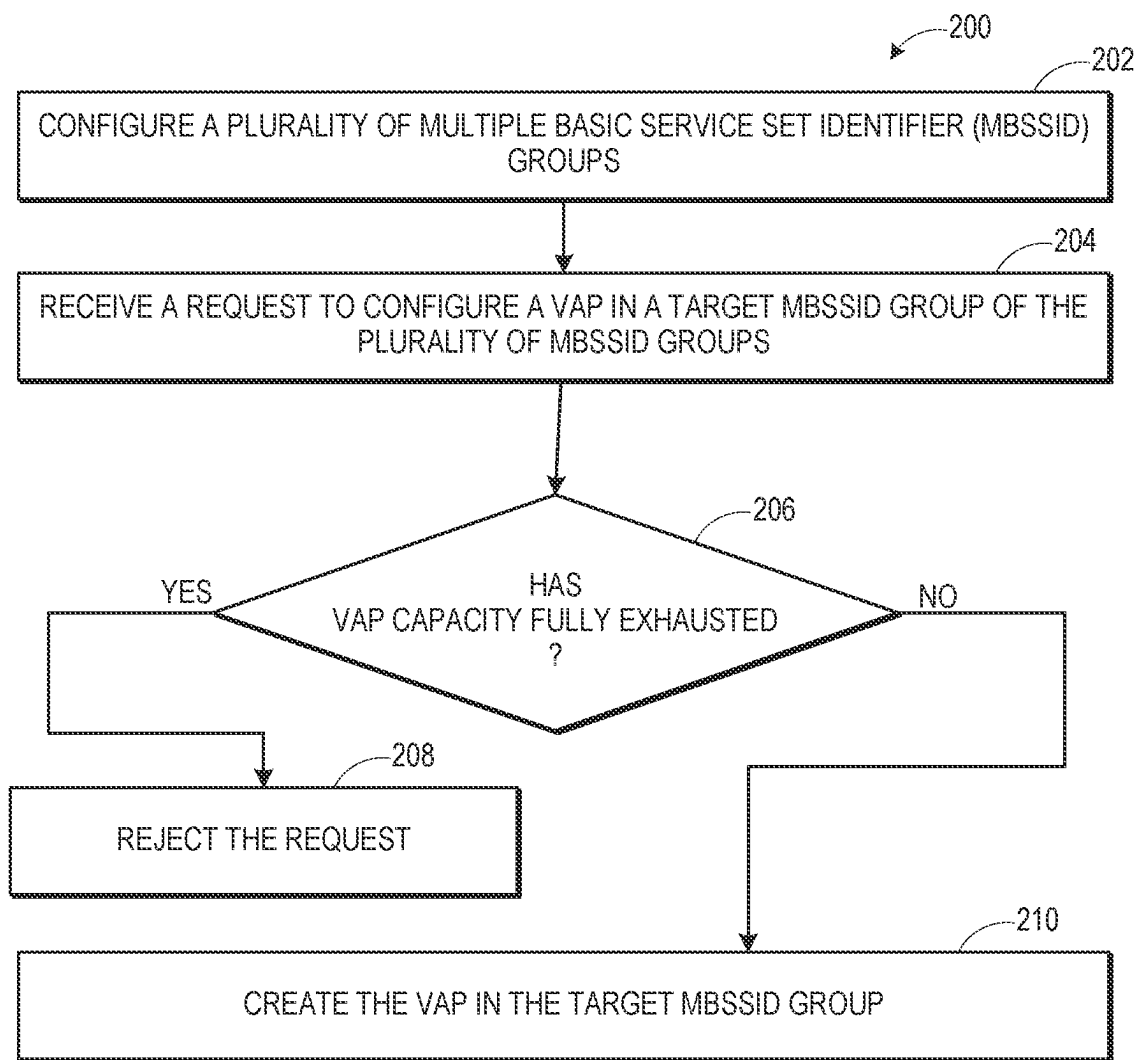 200
202
CONFIGURE A PLURALITY OF MULTIPLE BASIC SERVICE SET IDENTIFIER (MBSSID)
GROUPS
204
RECEIVE A REQUEST TO CONFIGURE A VAP IN A TARGET MBSSID GROUP OF THE
PLURALITY OF MBSSID GROUPS
206
YES
HAS
VAP CAPACITY FULLY EXHAUSTED
?
NO
208
REJECT THE REQUEST
210
CREATE THE VAP IN THE TARGET MBSSID GROUP